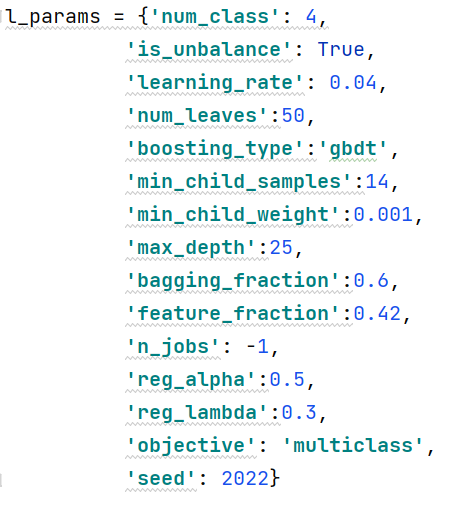 l_params = {'num_class': 4,
'is_unbalance': True,
'learning_rate': 0.04,
'num_leaves':50,
'boosting_type':'gbdt',
'min_child_samples':14,
'min_child_weight':0.001,
'max_depth':25,
'bagging_fraction':0.6,
'feature_fraction':0.42,
'n_jobs': -1,
'reg_alpha':0.5,
'reg_lambda':0.3,
'objective': 'multiclass',
'seed': 2022}